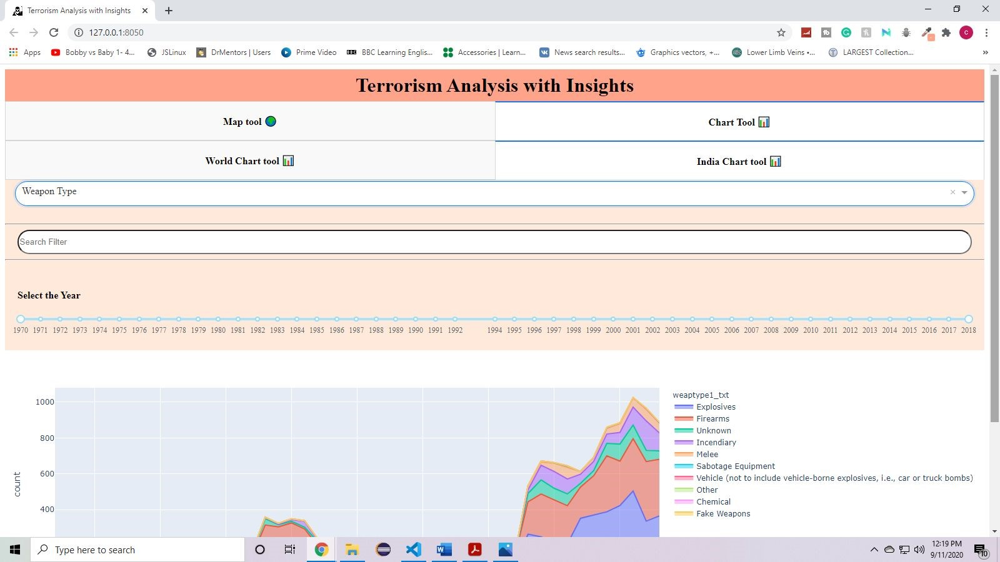 Terrorism Analysis with Insights
127.0.0.1:8050
Apps Bobby vs Baby 1- 4... JSLinux DrMentors | Users Prime Video BBC BBC Learning Englis... Accessories | Learn... News search results... Graphics vectors, +... Lower Limb Veins •... LARGEST Collection... »
Terrorism Analysis with Insights
Map tool
Chart Tool
World Chart tool
India Chart tool
Weapon Type
Search Filter
Select the Year
1970 1971 1972 1973 1974 1975 1976 1977 1978 1979 1980 1981 1982 1983 1984 1985 1986 1987 1988 1989 1990 1991 1992 1994 1995 1996 1997 1998 1999 2000 2001 2002 2003 2004 2005 2006 2007 2008 2009 2010 2011 2012 2013 2014 2015 2016 2017 2018
1000
800
600
400
count
weaptype1_txt
Explosives
Firearms
Unknown
Incendiary
Melee
Sabotage Equipment
Vehicle (not to include vehicle-borne explosives, i.e., car or truck bombs)
Other
Chemical
Fake Weapons
Type here to search
12:19 PM
9/11/2020
10